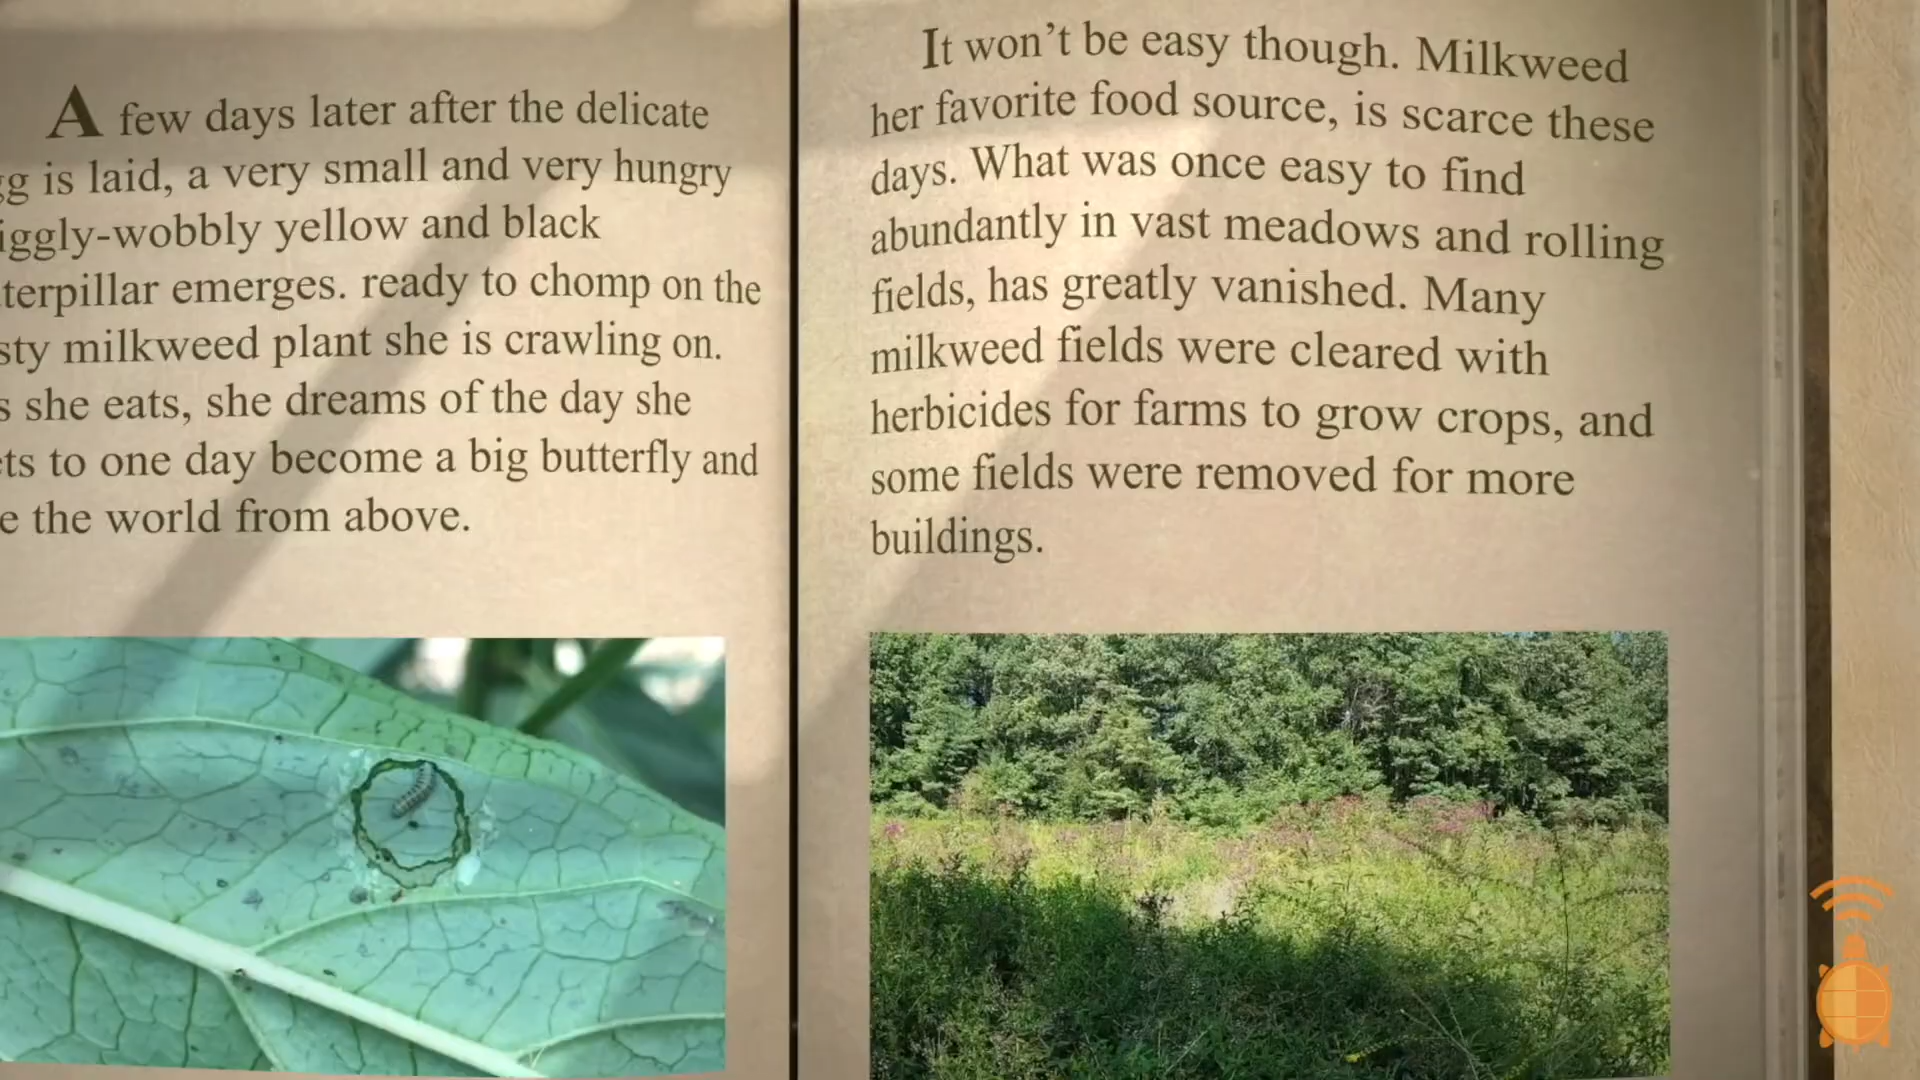 A few days later after the delicate
is laid, a very small and very hungry
yellow and black
emerges. ready to chomp on the
milkweed plant she is crawling on.
she eats, she dreams of the day she
to one day become a big butterfly and
the world from above.
It won't be easy though. Milkweed
her favorite food source, is scarce these
days. What was once easy to find
abundantly in vast meadows and rolling
fields, has greatly vanished. Many
milkweed fields were cleared with
herbicides for farms to grow crops, and
some fields were removed for more
buildings.